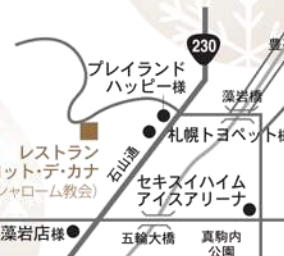 230
豊
プレイランド
ハッピー様
藻岩橋
札幌トヨペット様
レストラン
ット・デ・カナ
シャローム教会)
石山通
セキスイハイム
アイスアリーナ
藻岩店様
五輪大橋
真駒内
公園